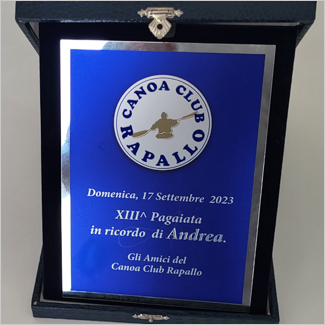 CANOA CLUB
RAPALLO
Domenica, 17 Settembre 2023
XIII^ Pagaiata
in ricordo di Andrea.
Gli Amici del
Canoa Club Rapallo